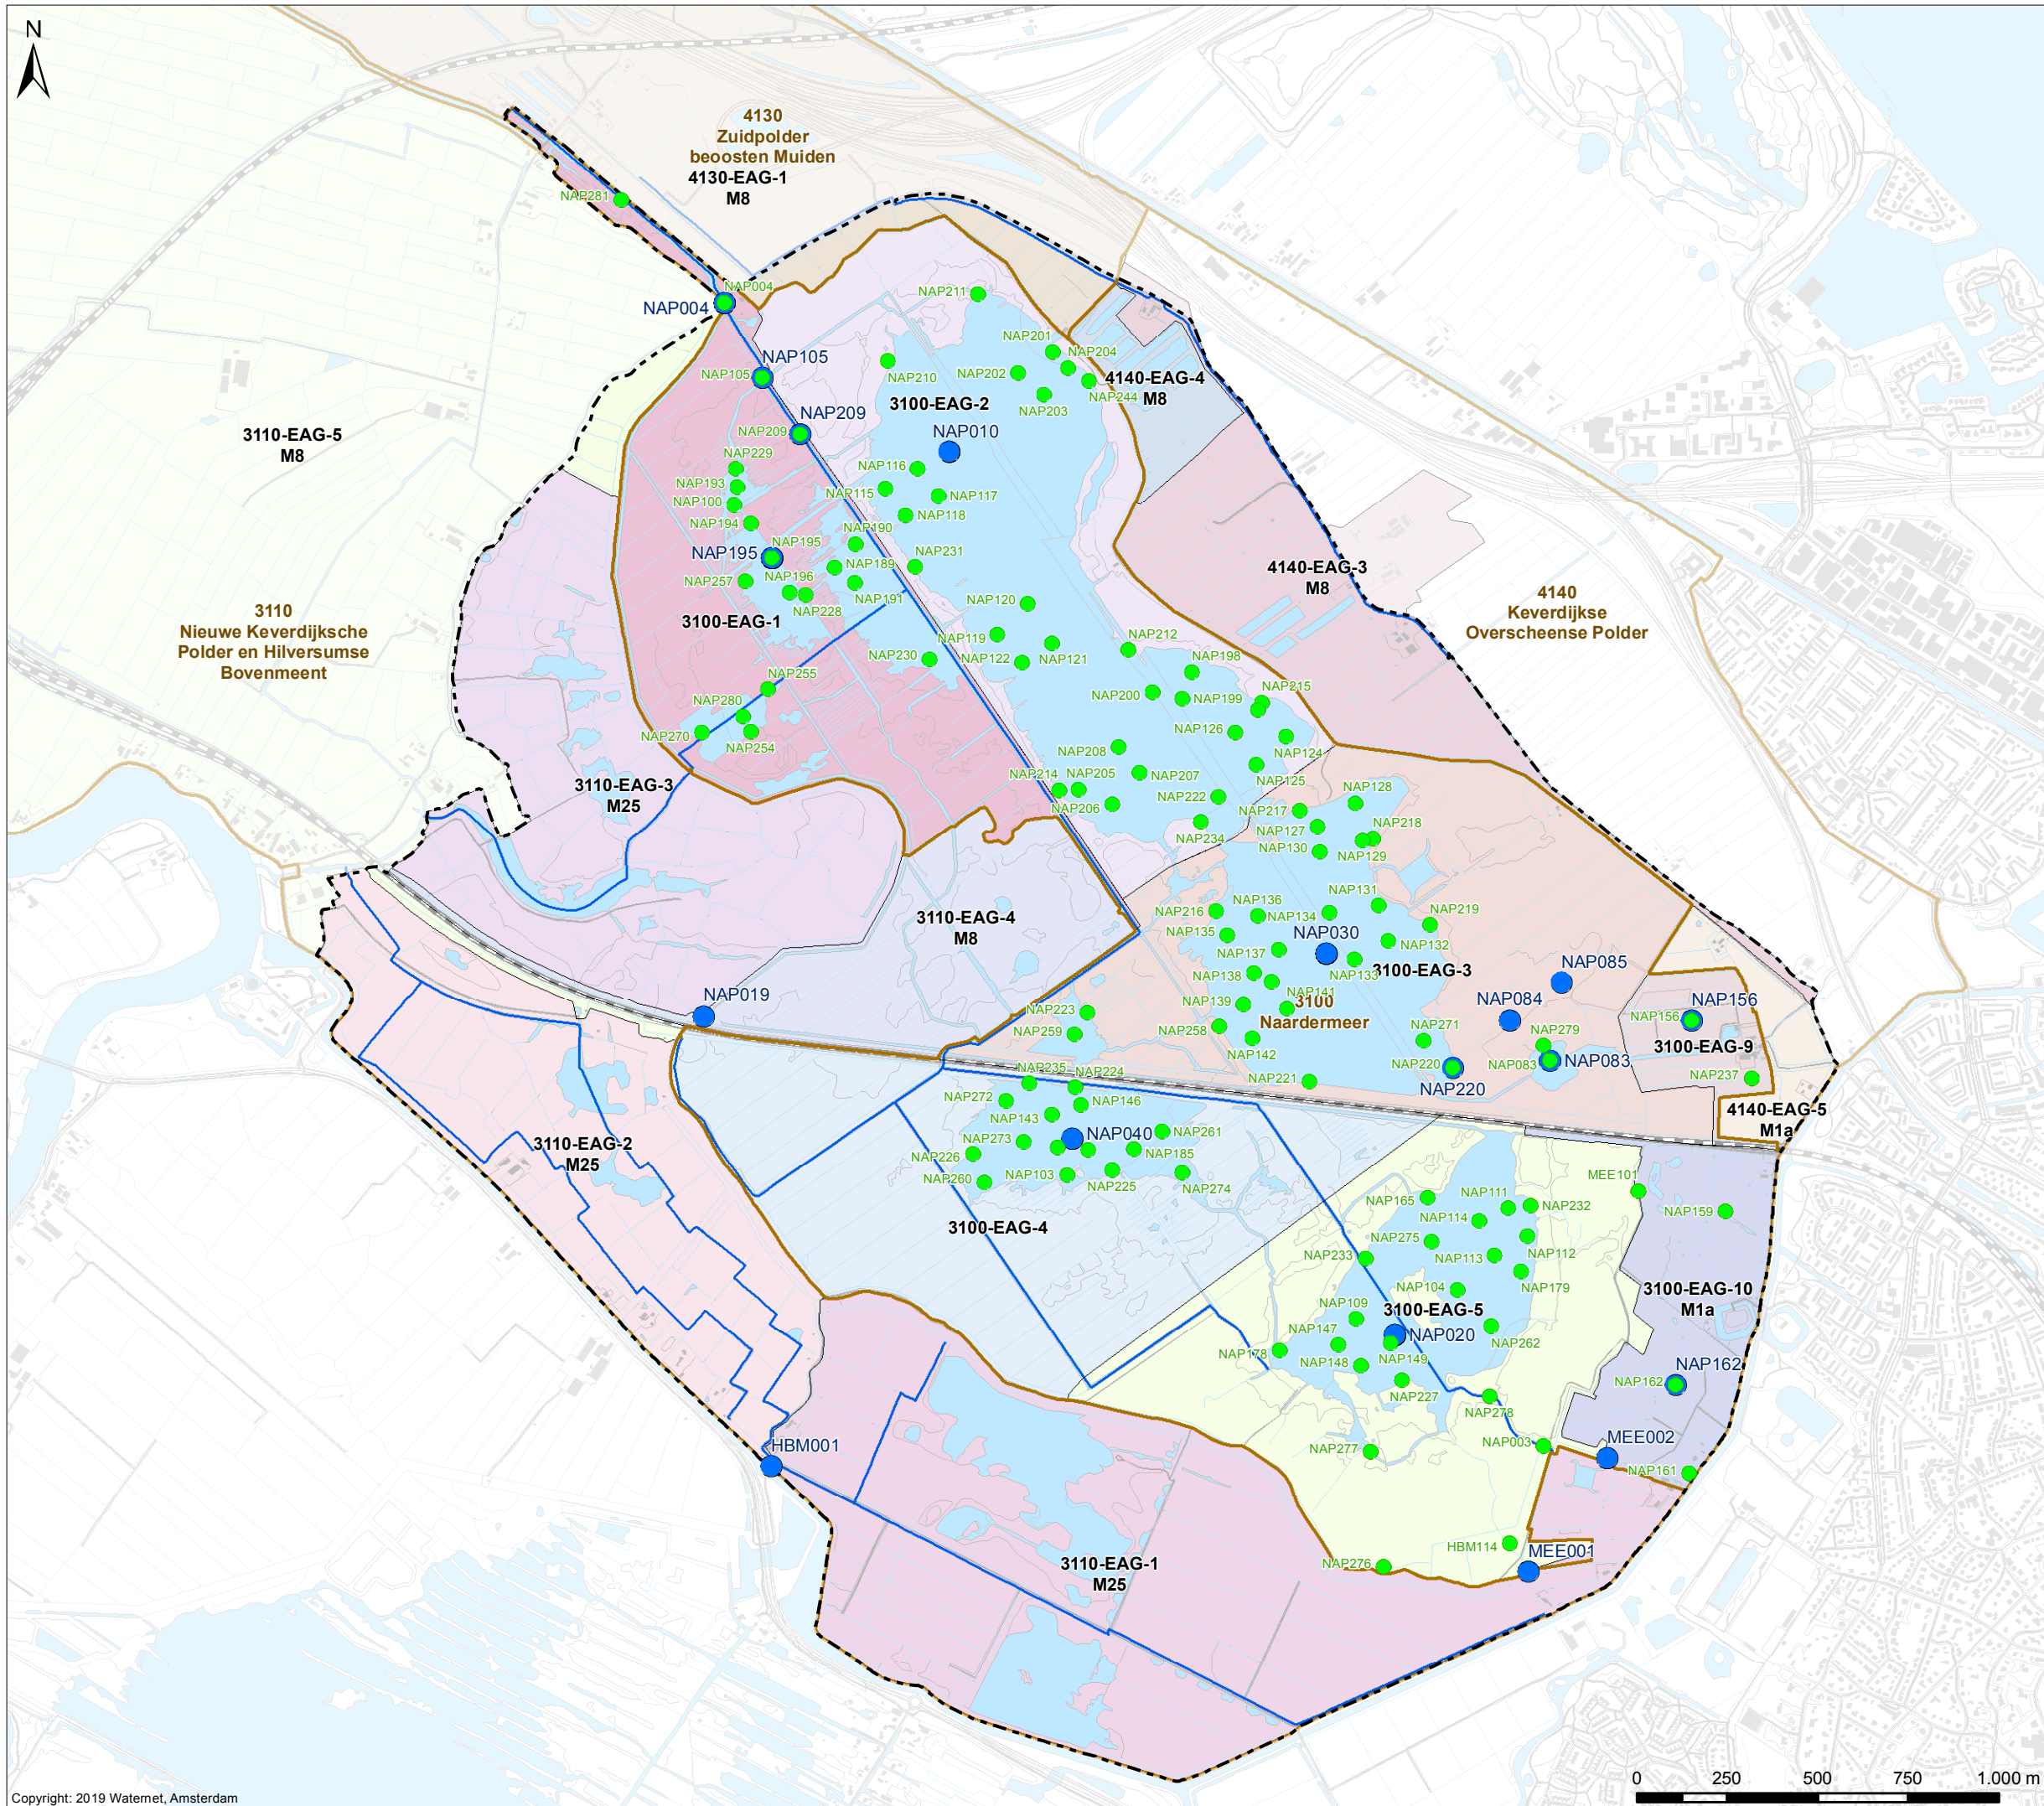 N
4130
Zuidpolder
beoosten Muiden
4130-EAG-1
M8
NAP281
NAP004
NAP004
NAP211
NAP105
NAP105
NAP201
NAP204
NAP210
NAP202
4140-EAG-4
M8
NAP244
NAP203
3100-EAG-2
NAP209
NAP209
NAP010
3110-EAG-5
M8
NAP229
NAP116
NAP193
NAP115
NAP117
NAP100
NAP118
NAP194
NAP190
NAP195
NAP195
NAP231
NAP189
4140-EAG-3
M8
NAP257
NAP196
NAP191
NAP228
3100-EAG-1
NAP120
4140
Keverdijkse
Overscheense Polder
3110
Nieuwe Keverdijksche
Polder en Hilversumse
Bovenmeent
NAP119
NAP212
NAP230
NAP122
NAP121
NAP198
NAP255
NAP200
NAP199
NAP215
NAP280
NAP270
NAP254
NAP126
NAP124
NAP208
NAP125
NAP214
NAP205
NAP207
3110-EAG-3
M25
NAP206
NAP222
NAP128
NAP217
NAP234
NAP127
NAP218
NAP130
NAP129
NAP131
3110-EAG-4
M8
NAP216
NAP136
NAP134
NAP219
NAP135
NAP030
NAP132
NAP137
NAP133
3100-EAG-3
NAP085
NAP138
NAP141
NAP019
NAP139
3100
Naardermeer
NAP084
NAP156
NAP156
NAP223
NAP259
NAP258
NAP142
NAP271
NAP279
3100-EAG-9
NAP220
NAP220
NAP083
NAP083
NAP237
NAP235
NAP224
NAP221
NAP272
NAP146
NAP143
4140-EAG-5
M1a
NAP040
NAP261
3110-EAG-2
M25
NAP273
NAP226
NAP185
NAP260
NAP103
NAP225
NAP274
MEE101
NAP165
NAP111
NAP232
NAP159
NAP114
3100-EAG-4
NAP275
NAP113
NAP112
NAP233
NAP179
NAP104
3100-EAG-10
M1a
NAP109
3100-EAG-5
NAP020
NAP147
NAP262
NAP178
NAP148
NAP149
NAP162
NAP162
NAP227
NAP278
HBM001
NAP277
NAP003
MEE002
NAP161
HBM114
MEE001
3110-EAG-1
M25
NAP276
0 250 500 750 1.000 m
Copyright: 2019 Waternet, Amsterdam